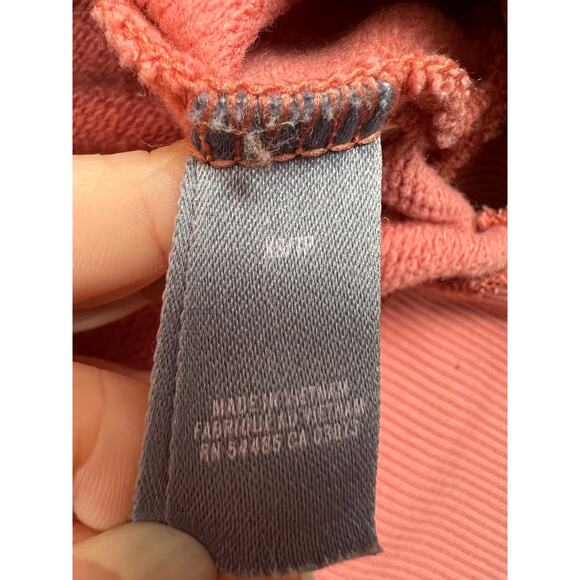 XS/TP
MADE IN VIETNAM
FABRIQUÉ AU VIETNAM
RN 54485 CA